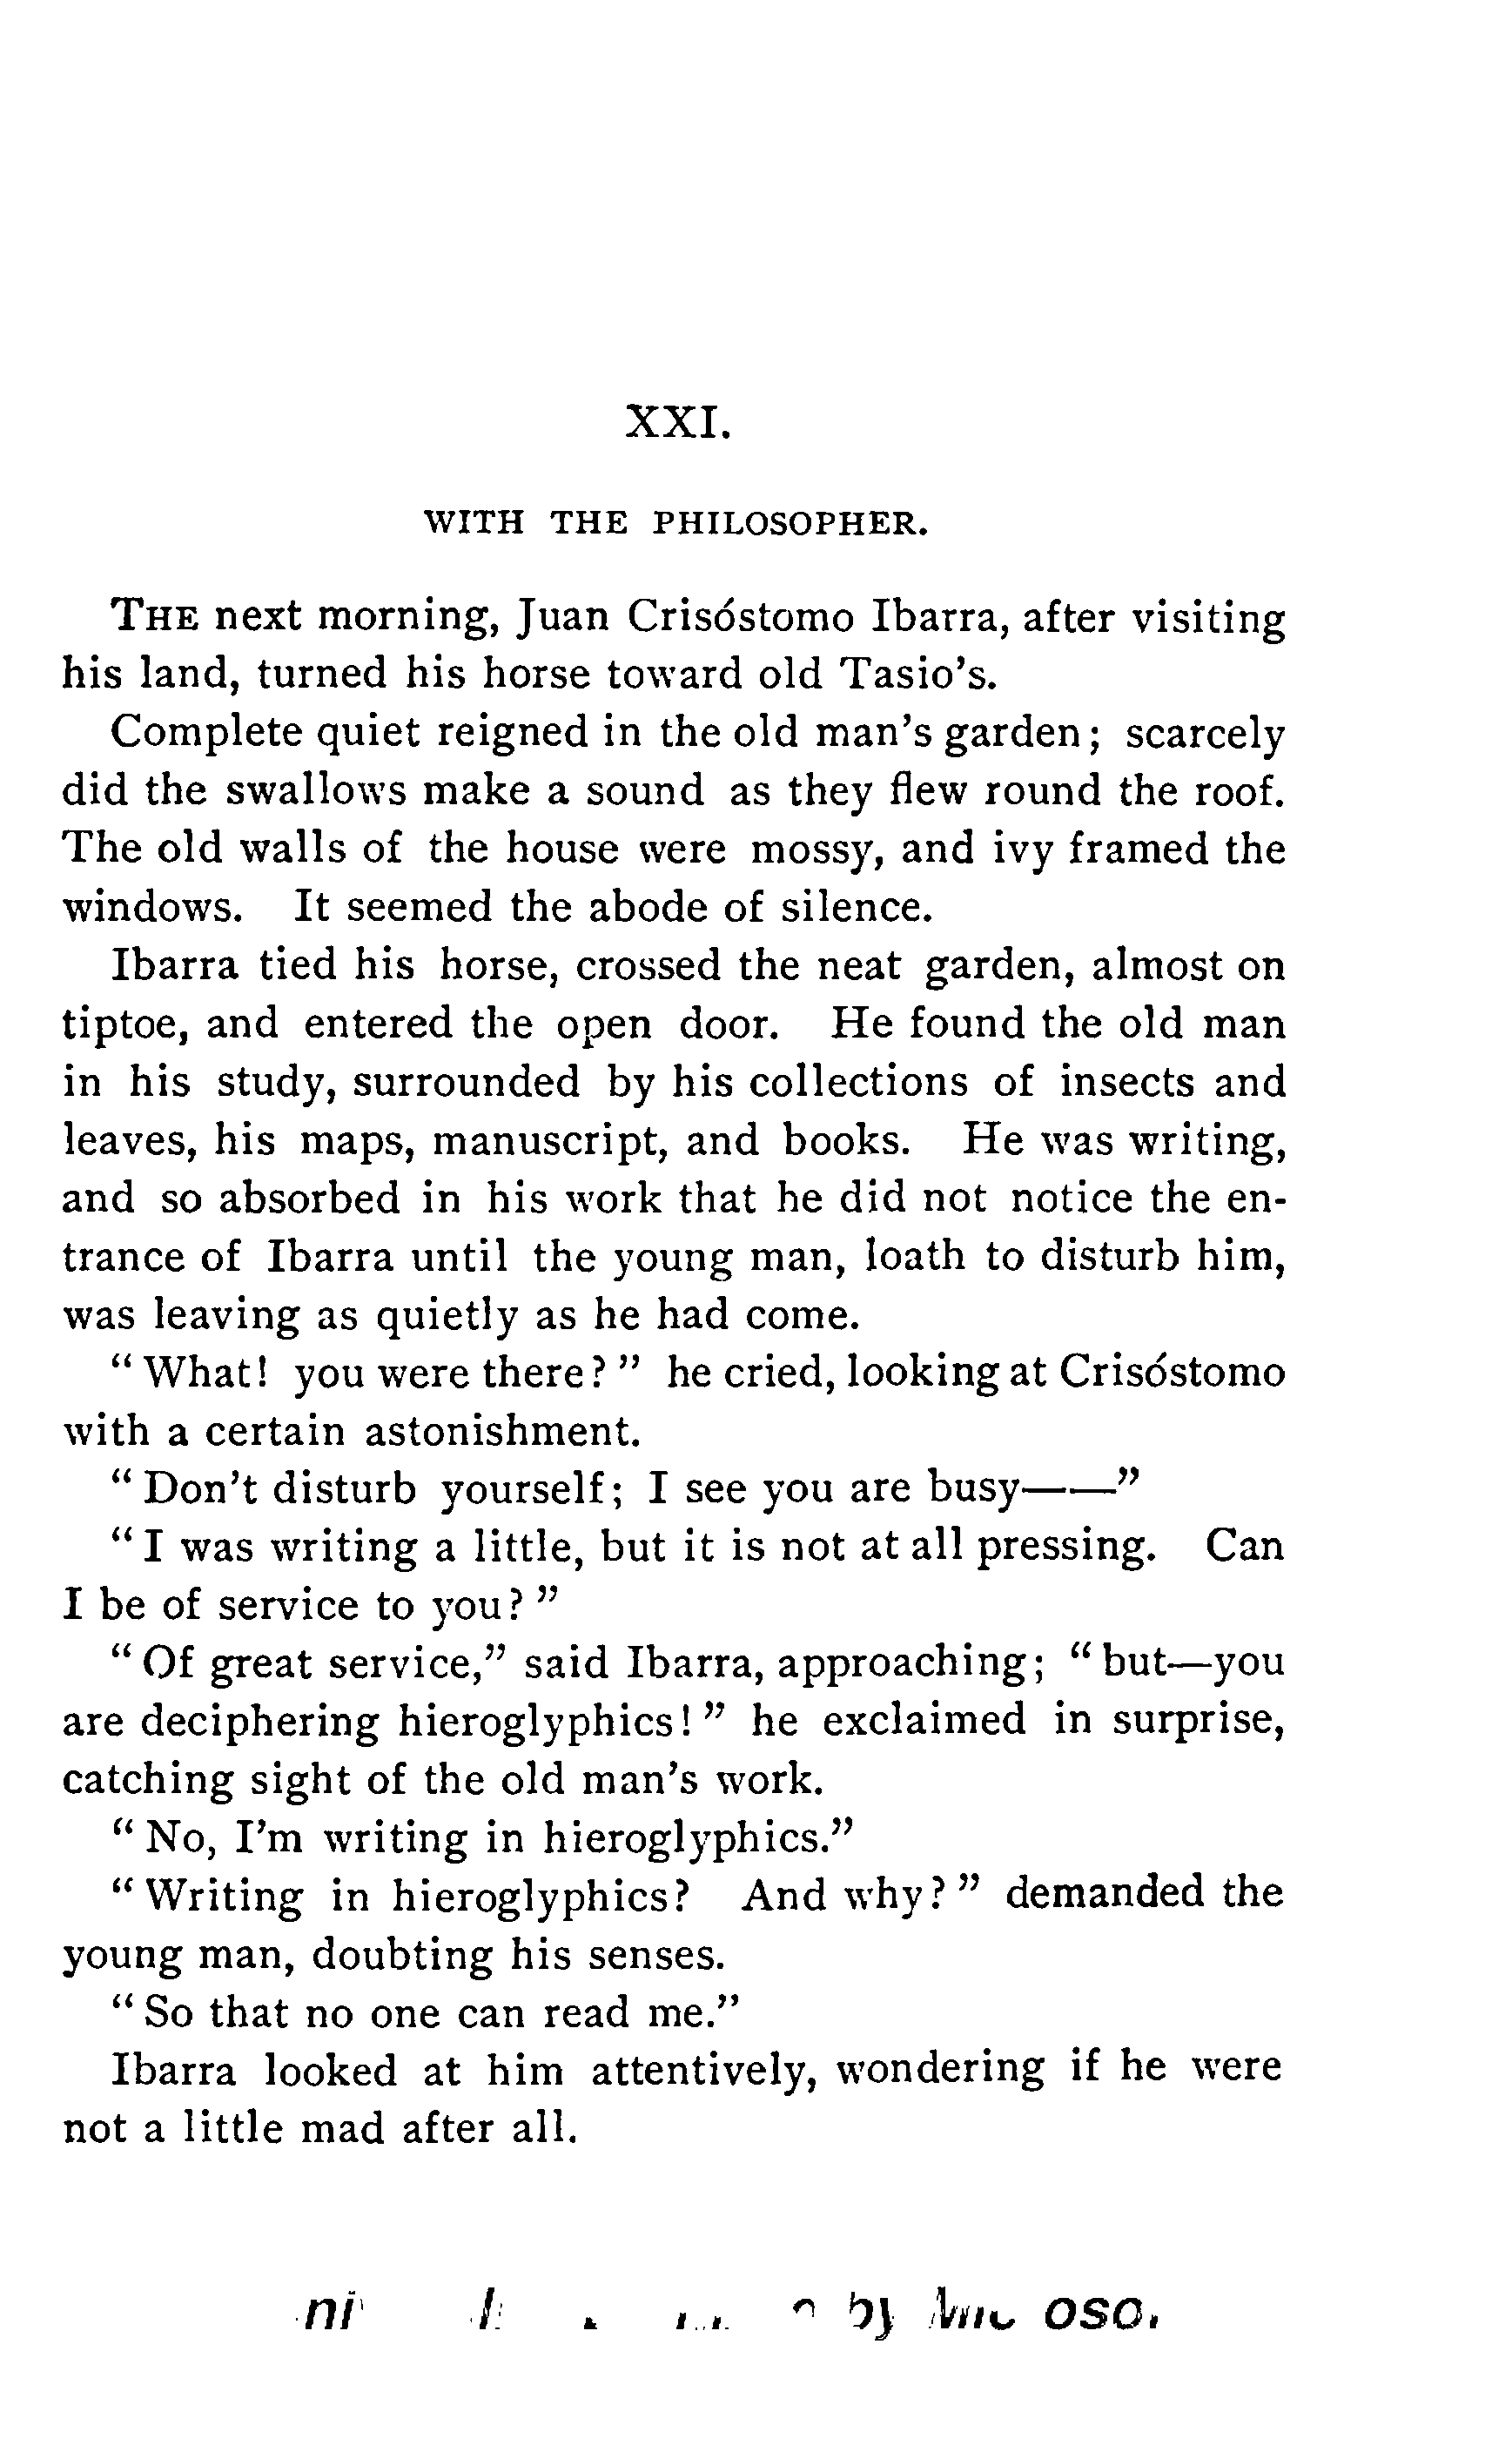 XXI.
WITH THE PHILOSOPHER.
THE next morning, Juan Crisóstomo Ibarra, after visiting
his land, turned his horse toward old Tasio's.
Complete quiet reigned in the old man's garden; scarcely
did the swallows make a sound as they flew round the roof.
The old walls of the house were mossy, and ivy framed the
windows. It seemed the abode of silence.
Ibarra tied his horse, crossed the neat garden, almost on
tiptoe, and entered the open door. He found the old man
in his study, surrounded by his collections of insects and
leaves, his maps, manuscript, and books. He was writing,
and so absorbed in his work that he did not notice the en-
trance of Ibarra until the young man, loath to disturb him,
was leaving as quietly as he had come.
“What! you were there?” he cried, looking at Crisóstomo
with a certain astonishment.
“Don't disturb yourself; I see you are busy——”
“I was writing a little, but it is not at all pressing. Can
I be of service to you?”
“Of great service,” said Ibarra, approaching; “but—you
are deciphering hieroglyphics!” he exclaimed in surprise,
catching sight of the old man's work.
“No, I'm writing in hieroglyphics.”
“Writing in hieroglyphics? And why?” demanded the
young man, doubting his senses.
“So that no one can read me.”
Ibarra looked at him attentively, wondering if he were
not a little mad after all.
by